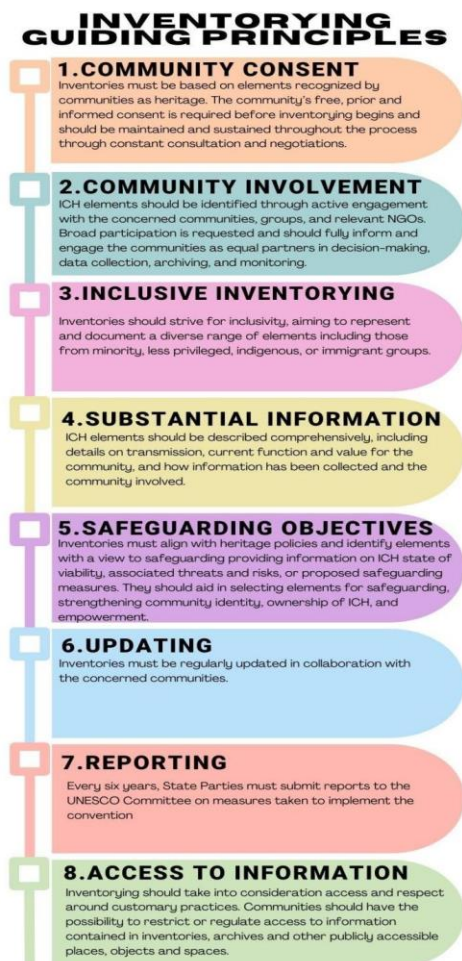 INVENTORYING
GUIDING PRINCIPLES
1.COMMUNITY CONSENT
Inventories must be based on elements recognized by
communities as heritage. The community's free, prior and
informed consent is required before inventorying begins and
should be maintained and sustained throughout the process
through constant consultation and negotiations.
2.COMMUNITY INVOLVEMENT
ICH elements should be identified through active engagement
with the concerned communities, groups, and relevant NGOs.
Broad participation is requested and should fully inform and
engage the communities as equal partners in decision-making,
data collection, archiving, and monitoring.
3.INCLUSIVE INVENTORYING
Inventories should strive for inclusivity, aiming to represent
and document a diverse range of elements including those
from minority, less privileged, indigenous, or immigrant groups.
4.SUBSTANTIAL INFORMATION
ICH elements should be described comprehensively, including
details on transmission, current function and value for the
community, and how information has been collected and the
community involved.
5.SAFEGUARDING OBJECTIVES
Inventories must align with heritage policies and identify elements
with a view to safeguarding providing information on ICH state of
viability, associated threats and risks, or proposed safeguarding
measures. They should aid in selecting elements for safeguarding,
strengthening community identity, ownership of ICH, and
empowerment.
6.UPDATING
Inventories must be regularly updated in collaboration with
the concerned communities.
7.REPORTING
Every six years, State Parties must submit reports to the
UNESCO Committee on measures taken to implement the
convention
8.ACCESS TO INFORMATION
Inventorying should take into consideration access and respect
around customary practices. Communities should have the
possibility to restrict or regulate access to information
contained in inventories, archives and other publicly accessible
places, objects and spaces.